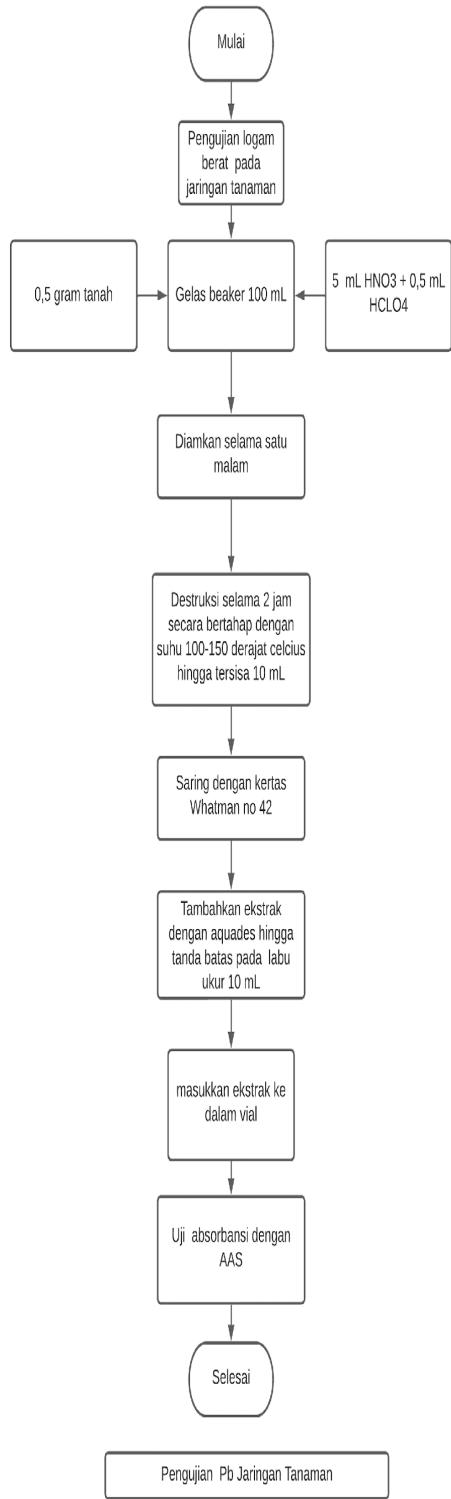 Mulai
Pengujian logam
berat pada
jaringan tanaman
0,5 gram tanah
Gelas beaker 100 mL
5 mL HNO3 + 0,5 mL
HCLO4
Diamkan selama satu
malam
Destruksi selama 2 jam
secara bertahap dengan
suhu 100-150 derajat celcius
hingga tersisa 10 mL
Saring dengan kertas
Whatman no 42
Tambahkan ekstrak
dengan aquades hingga
tanda batas pada labu
ukur 10 mL
masukkan ekstrak ke
dalam vial
Uji absorbansi dengan
AAS
Selesai
Pengujian Pb Jaringan Tanaman